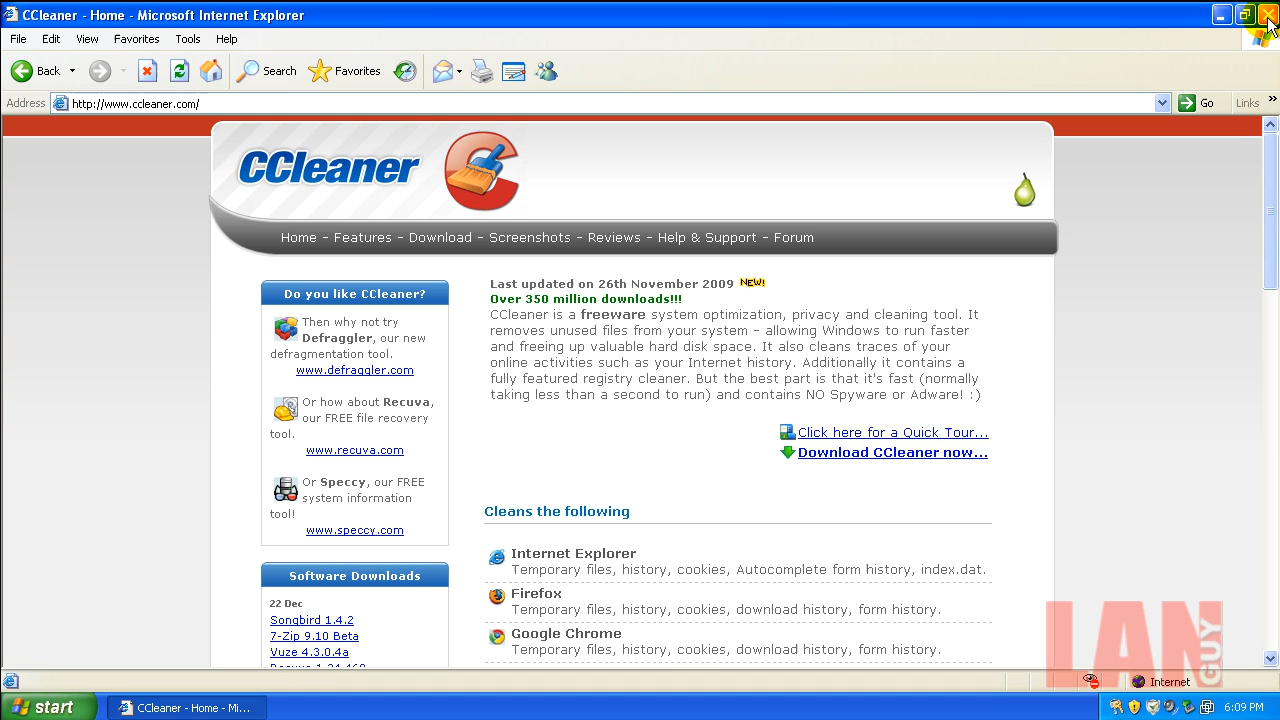 CCleaner - Home - Microsoft Internet Explorer
File Edit View Favorites Tools Help
Back Search Favorites
Address http://www.ccleaner.com/ Go Links »
CCleaner
Home - Features - Download - Screenshots - Reviews - Help & Support - Forum
Do you like CCleaner?
Then why not try
Defraggler, our new
defragmentation tool.
www.defraggler.com
Or how about Recuva,
our FREE file recovery
tool.
www.recuva.com
Or Speccy, our FREE
system information
tool!
www.speccy.com
Software Downloads
22 Dec
Songbird 1.4.2
7-Zip 9.10 Beta
Vuze 4.3.0.4a
Last updated on 26th November 2009 NEW!
Over 350 million downloads!!!
CCleaner is a freeware system optimization, privacy and cleaning tool. It
removes unused files from your system - allowing Windows to run faster
and freeing up valuable hard disk space. It also cleans traces of your
online activities such as your Internet history. Additionally it contains a
fully featured registry cleaner. But the best part is that it's fast (normally
taking less than a second to run) and contains NO Spyware or Adware! :)
Click here for a Quick Tour...
Download CCleaner now...
Cleans the following
Internet Explorer
Temporary files, history, cookies, Autocomplete form history, index.dat.
Firefox
Temporary files, history, cookies, download history, form history.
Google Chrome
Temporary files, history, cookies, download history, form history.
LAN GUY
Internet
start CCleaner - Home - Mi... 6:09 PM